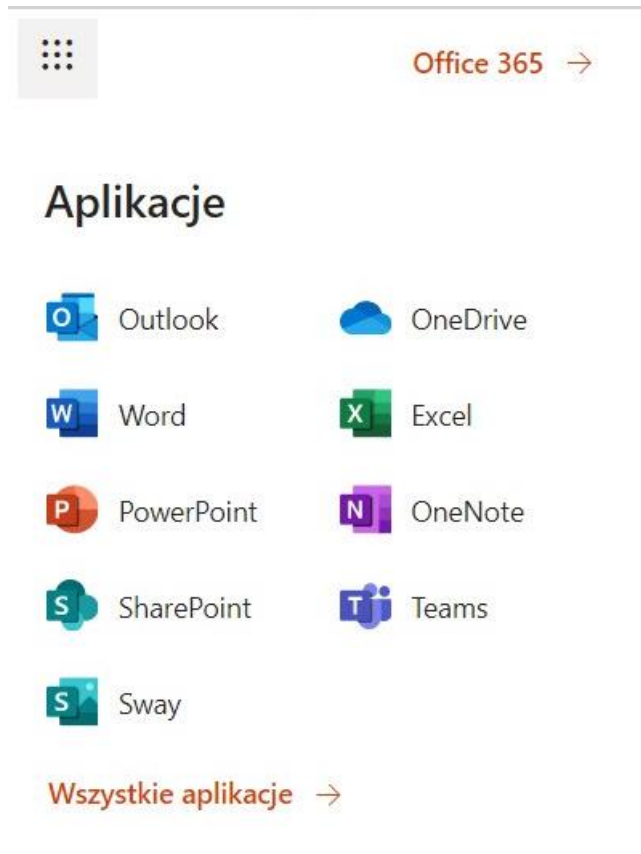 Office 365 →
Aplikacje
Outlook OneDrive
Word Excel
PowerPoint OneNote
SharePoint Teams
Sway
Wszystkie aplikacje →